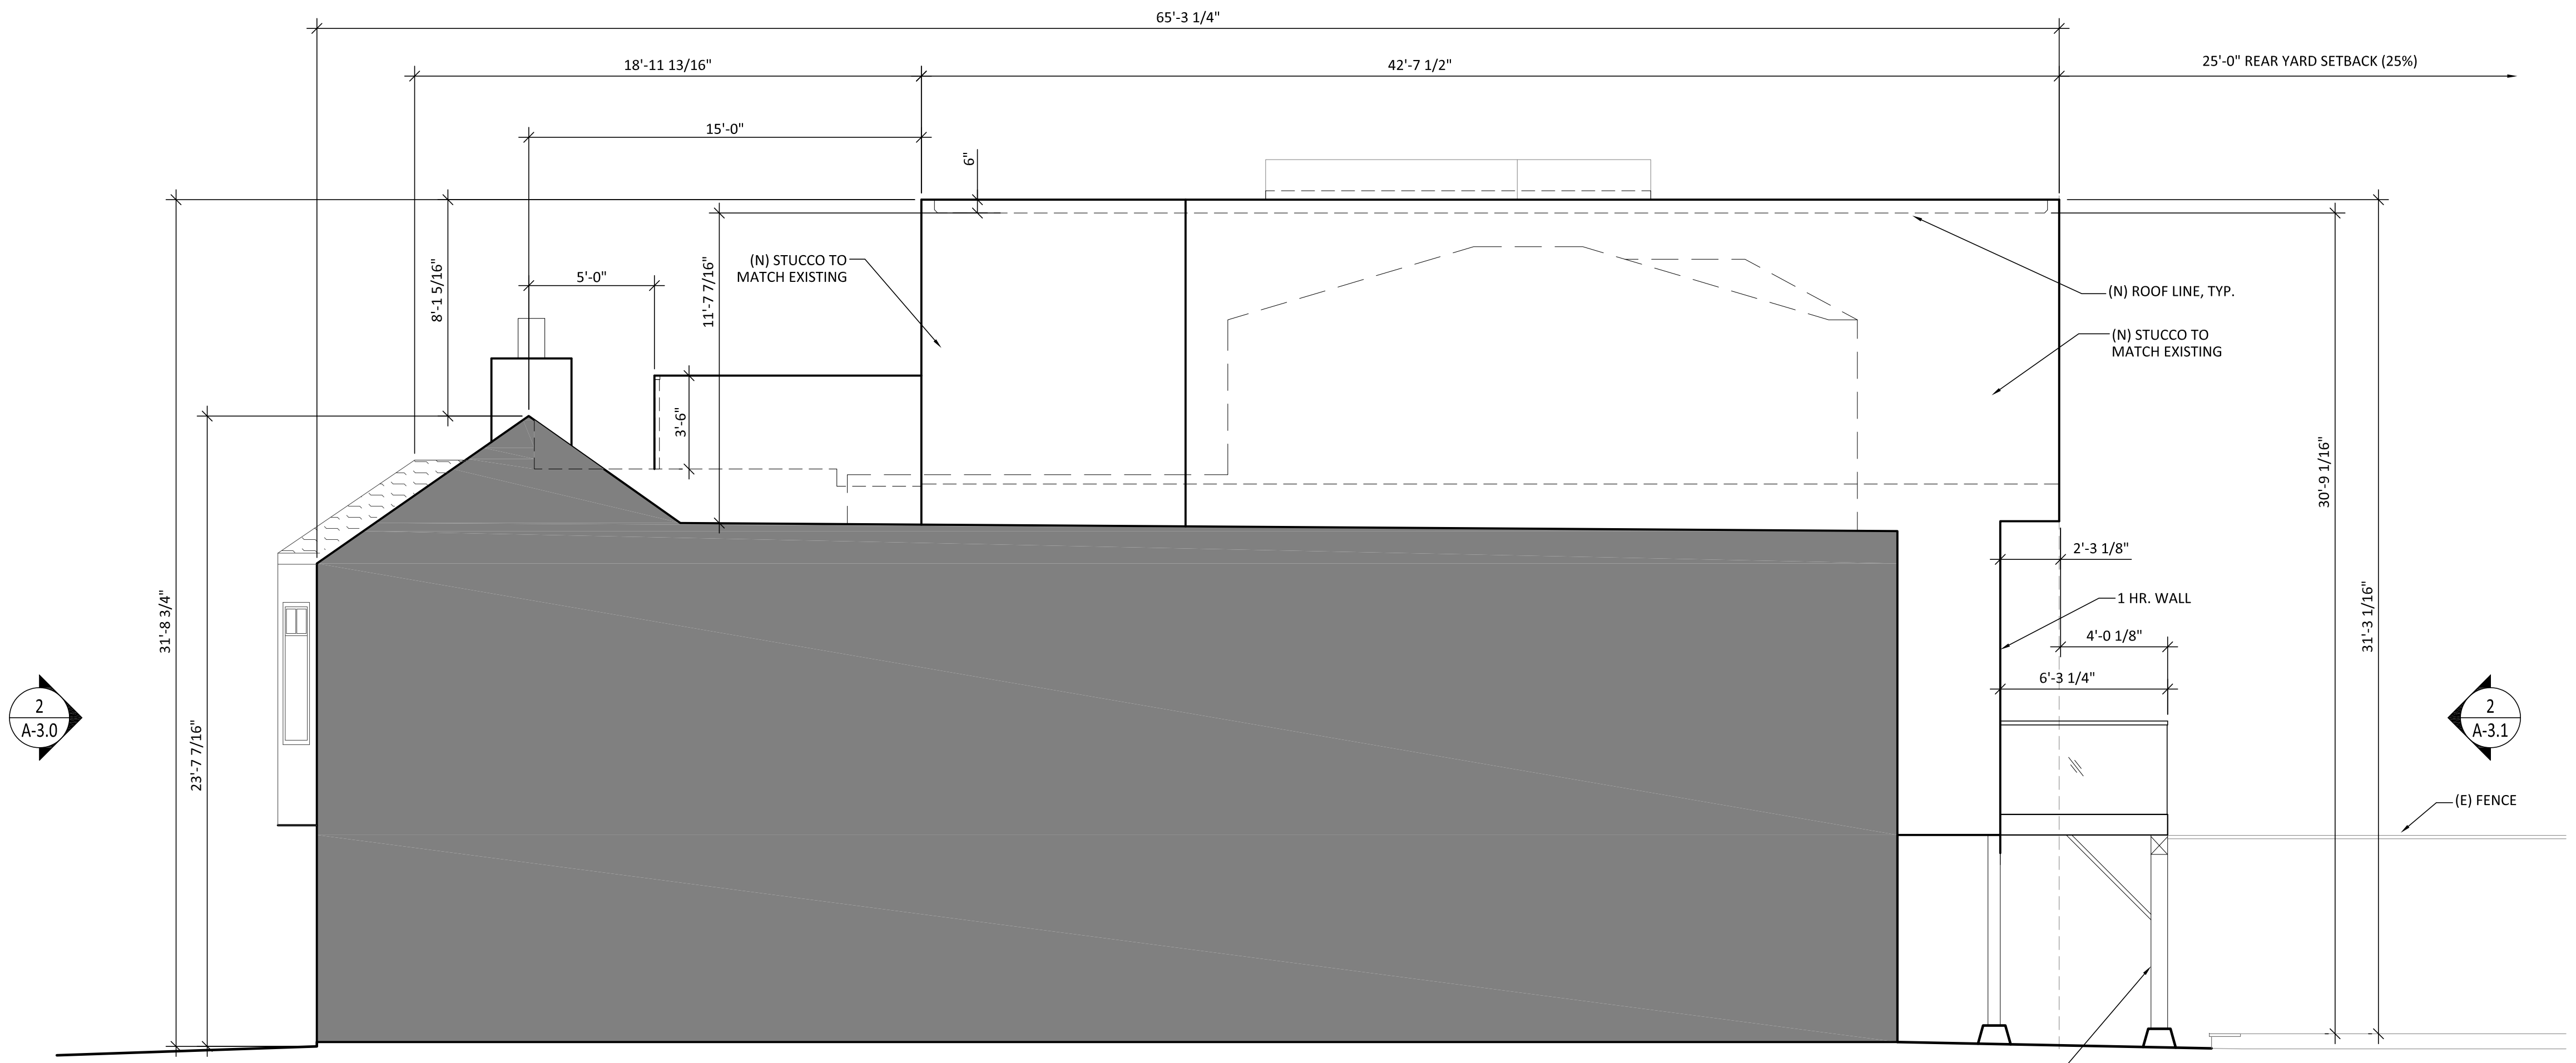 65'-3 1/4"
18'-11 13/16"
42'-7 1/2"
25'-0" REAR YARD SETBACK (25%)
15'-0"
6"
(N) STUCCO TO
MATCH EXISTING
5'-0"
8'-1 5/16"
11'-7 7/16"
(N) ROOF LINE, TYP.
(N) STUCCO TO
MATCH EXISTING
3'-6"
30'-9 1/16"
2'-3 1/8"
31'-8 3/4"
1 HR. WALL
31'-3 1/16"
4'-0 1/8"
6'-3 1/4"
2
A-3.0
23'-7 7/16"
2
A-3.1
(E) FENCE